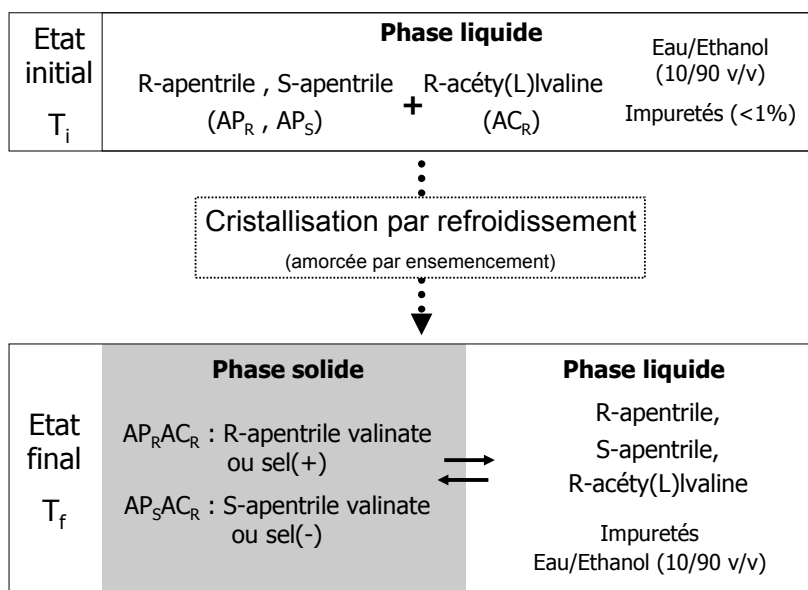 Etat
initial
Ti
Phase liquide
R-apentrile , S-apentrile
(APR , APS)
+
R-acéty(L)lvaline
(ACR)
Eau/Ethanol
(10/90 v/v)
Impuretés (<1%)
Cristallisation par refroidissement
(amorcée par ensemencement)
Etat
final
Tf
Phase solide
APRACR : R-apentrile valinate
ou sel(+)
APSACR : S-apentrile valinate
ou sel(-)
Phase liquide
R-apentrile,
S-apentrile,
R-acéty(L)lvaline
Impuretés
Eau/Ethanol (10/90 v/v)